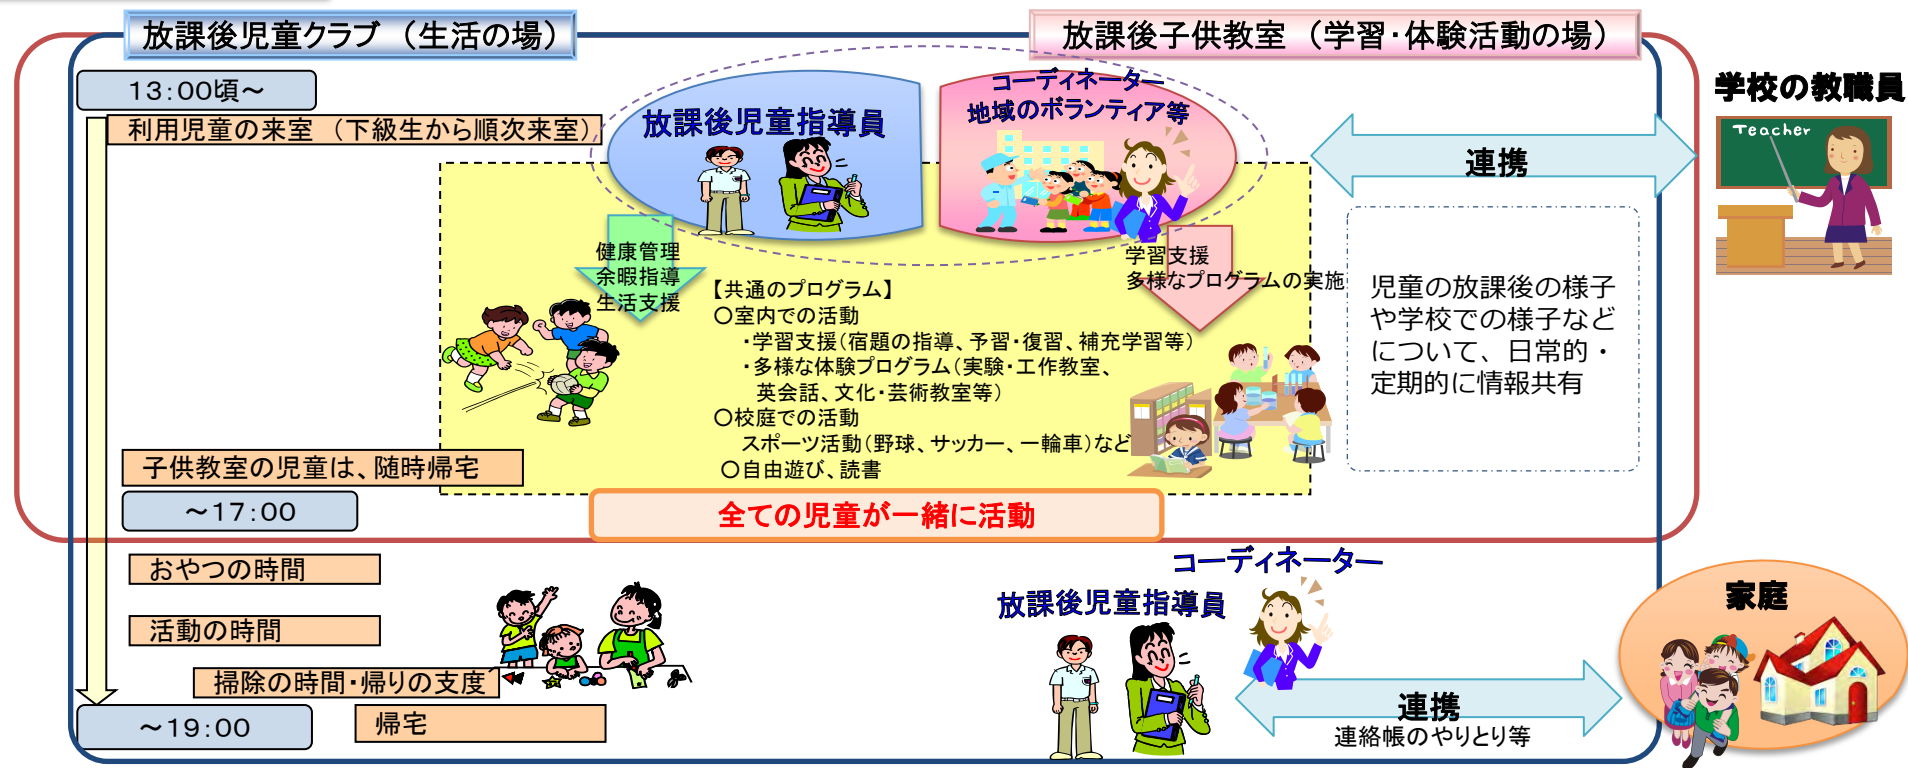 放課後児童クラブ （生活の場）
放課後子供教室 （学習・体験活動の場）
13:00頃～
利用児童の来室 （下級生から順次来室）
放課後児童指導員
コーディネーター
地域のボランティア等
連携
学校の教職員
Teacher
健康管理
余暇指導
生活支援
学習支援
多様なプログラムの実施
【共通のプログラム】
○室内での活動
・学習支援（宿題の指導、予習・復習、補充学習等）
・多様な体験プログラム（実験・工作教室、
英会話、文化・芸術教室等）
○校庭での活動
スポーツ活動（野球、サッカー、一輪車）など
○自由遊び、読書
児童の放課後の様子
や学校での様子など
について、日常的・
定期的に情報共有
子供教室の児童は、随時帰宅
～17:00
全ての児童が一緒に活動
おやつの時間
活動の時間
掃除の時間・帰りの支度
～19:00
帰宅
コーディネーター
放課後児童指導員
連携
連絡帳のやりとり等
家庭